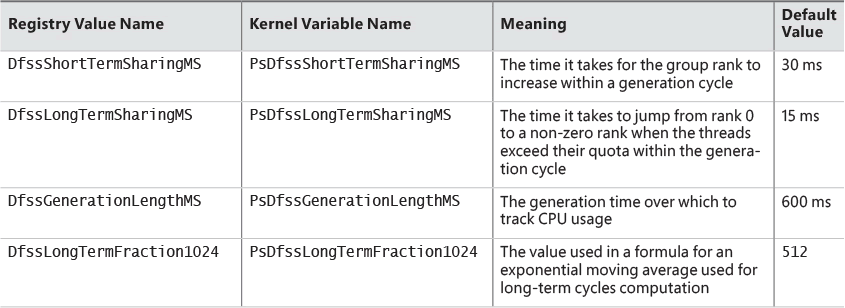 Registry Value Name Kernel Variable Name Meaning Default
Value
DfssShortTermSharingMS PsDfssShortTermSharingMS The time it takes for the group rank to 30 ms
increase within a generation cycle
DfssLongTermSharingMS PsDfssLongTermSharingMS The time it takes to jump from rank 0 15 ms
to a non-zero rank when the threads
exceed their quota within the genera-
tion cycle
DfssGenerationLengthMS PsDfssGenerationLengthMS The generation time over which to 600 ms
track CPU usage
DfssLongTermFraction1024 PsDfssLongTermFraction1024 The value used in a formula for an 512
exponential moving average used for
long-term cycles computation